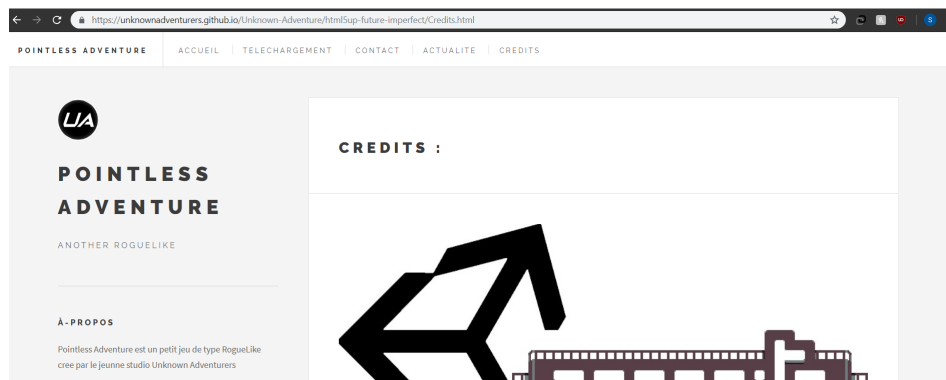 https://unknownadventurers.github.io/Unknown-Adventure/html5up-future-imperfect/Credits.html
S
POINTLESS ADVENTURE
ACCUEIL
TELECHARGEMENT
CONTACT
ACTUALITE
CREDITS
UA
POINTLESS
ADVENTURE
ANOTHER ROGUELIKE
À-PROPOS
Pointless Adventure est un petit jeu de type RogueLike
cree par le jeunne studio Unknown Adventurers
CREDITS :